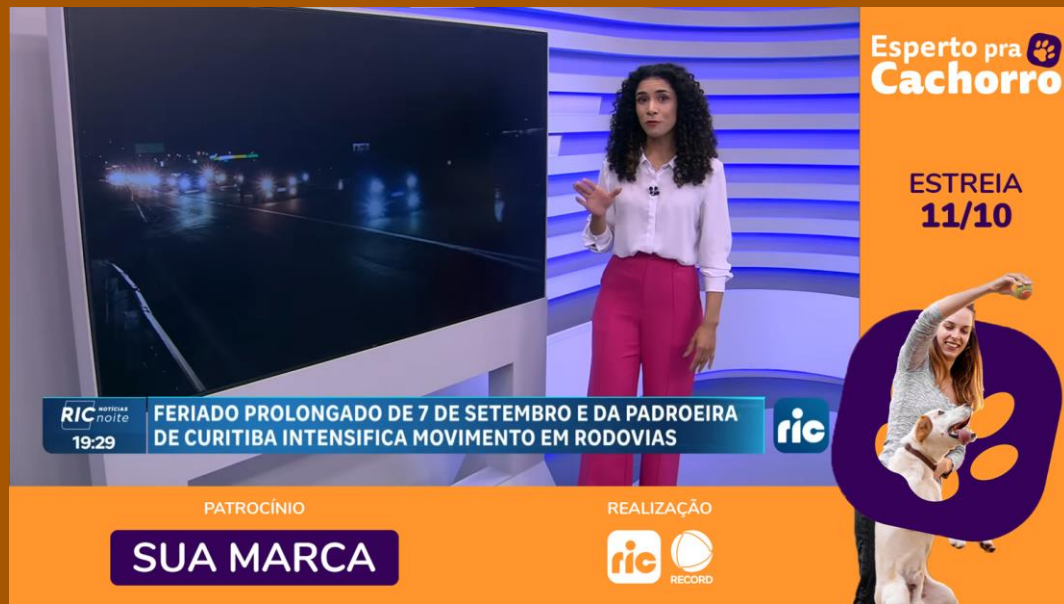 Esperto pra
Cachorro
ESTREIA
11/10
RIC NOTÍCIAS noite
19:29
FERIADO PROLONGADO DE 7 DE SETEMBRO E DA PADROEIRA
DE CURITIBA INTENSIFICA MOVIMENTO EM RODOVIAS
ric
PATROCÍNIO
SUA MARCA
REALIZAÇÃO
ric
RECORD